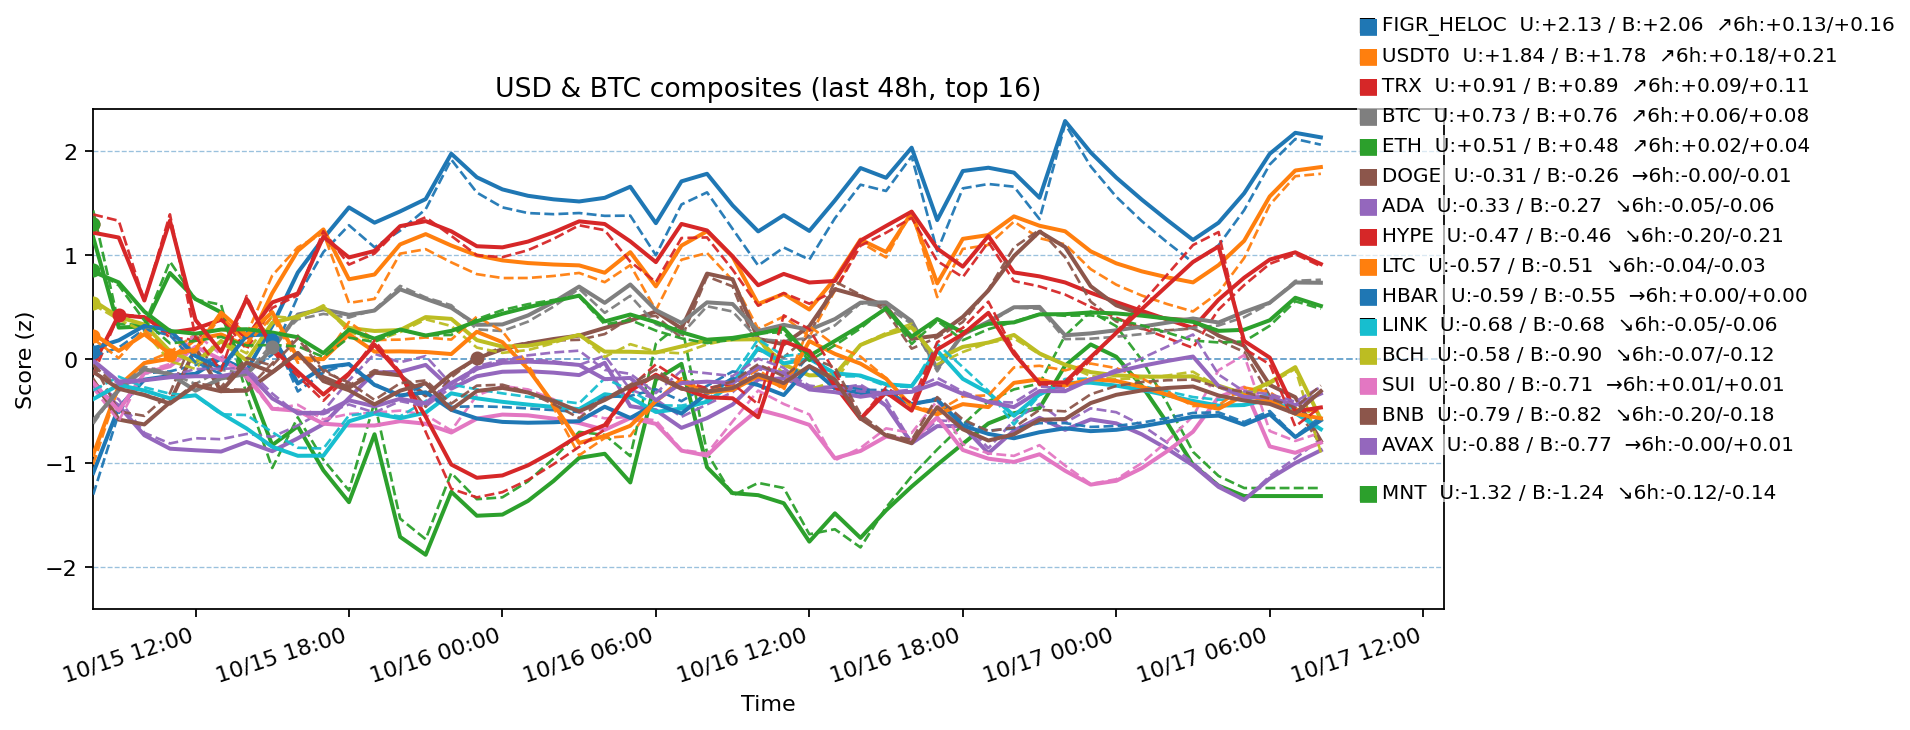 FIGR_HELOC U:+2.13 / B:+2.06 ↗6h:+0.13/+0.16
USDT0 U:+1.84 / B:+1.78 ↗6h:+0.18/+0.21
TRX U:+0.91 / B:+0.89 ↗6h:+0.09/+0.11
BTC U:+0.73 / B:+0.76 ↗6h:+0.06/+0.08
ETH U:+0.51 / B:+0.48 ↗6h:+0.02/+0.04
DOGE U:-0.31 / B:-0.26 →6h:-0.00/-0.01
ADA U:-0.33 / B:-0.27 ↘6h:-0.05/-0.06
HYPE U:-0.47 / B:-0.46 ↘6h:-0.20/-0.21
LTC U:-0.57 / B:-0.51 ↘6h:-0.04/-0.03
HBAR U:-0.59 / B:-0.55 →6h:+0.00/+0.00
LINK U:-0.68 / B:-0.68 ↘6h:-0.05/-0.06
BCH U:-0.58 / B:-0.90 ↘6h:-0.07/-0.12
SUI U:-0.80 / B:-0.71 →6h:+0.01/+0.01
BNB U:-0.79 / B:-0.82 ↘6h:-0.20/-0.18
AVAX U:-0.88 / B:-0.77 →6h:-0.00/+0.01
MNT U:-1.32 / B:-1.24 ↘6h:-0.12/-0.14
USD & BTC composites (last 48h, top 16)
Score (z)
2
1
0
−1
−2
10/15 12:00
10/15 18:00
10/16 00:00
10/16 06:00
10/16 12:00
10/16 18:00
10/17 00:00
10/17 06:00
10/17 12:00
Time